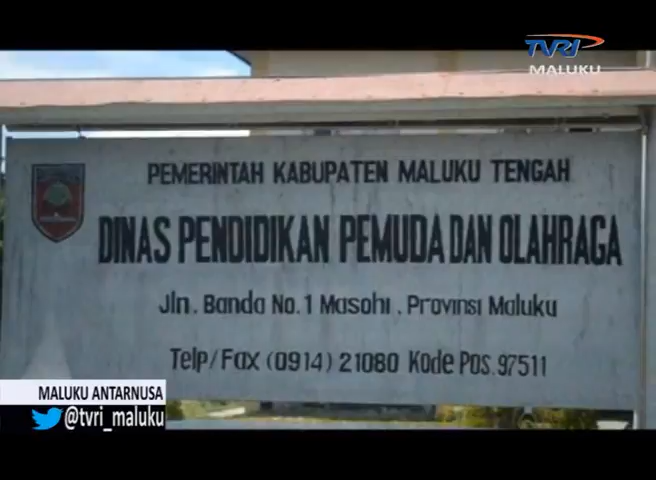 TVRI
MALUKU
PEMERINTAH KABUPATEN MALUKU TENGAH
DINAS PENDIDIKAN PEMUDA DAN OLAHRAGA
Jln. Banda No. 1 Masohi . Provinsi Maluku
Telp/Fax (0914) 21080 Kode Pos. 97511
MALUKU ANTARNUSA
@tvri_maluku